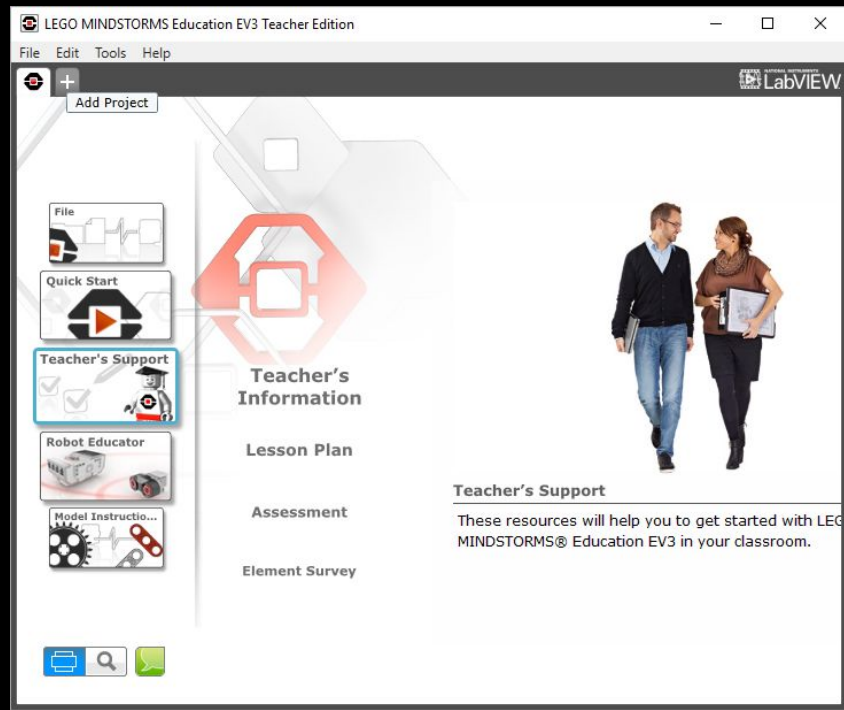 LEGO MINDSTORMS Education EV3 Teacher Edition
File Edit Tools Help
+
NATIONAL INSTRUMENTS
LabVIEW
Add Project
File
Quick Start
Teacher's Support
Robot Educator
Model Instructio...
Teacher's
Information
Lesson Plan
Assessment
Element Survey
Teacher's Support
These resources will help you to get started with LEG
MINDSTORMS® Education EV3 in your classroom.